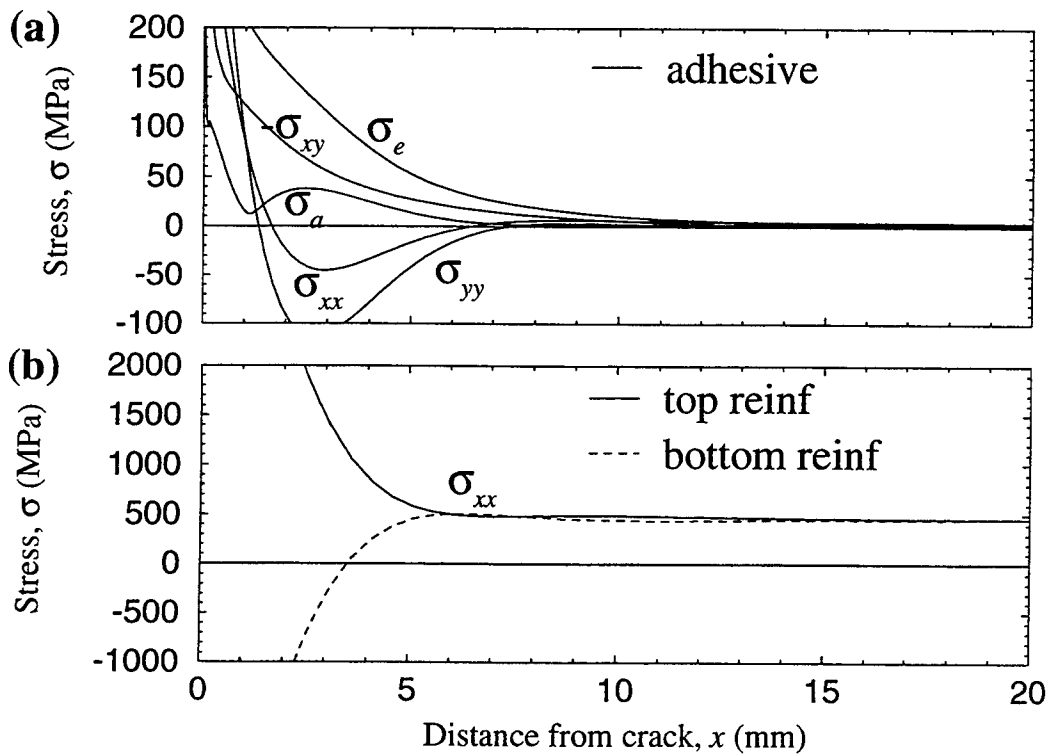 (a)
Stress, σ (MPa)
200
150
100
50
0
-50
-100
adhesive
-σxy
σe
σa
σxx
σyy
(b)
Stress, σ (MPa)
2000
1500
1000
500
0
-500
-1000
top reinf
bottom reinf
σxx
0 5 10 15 20
Distance from crack, x (mm)